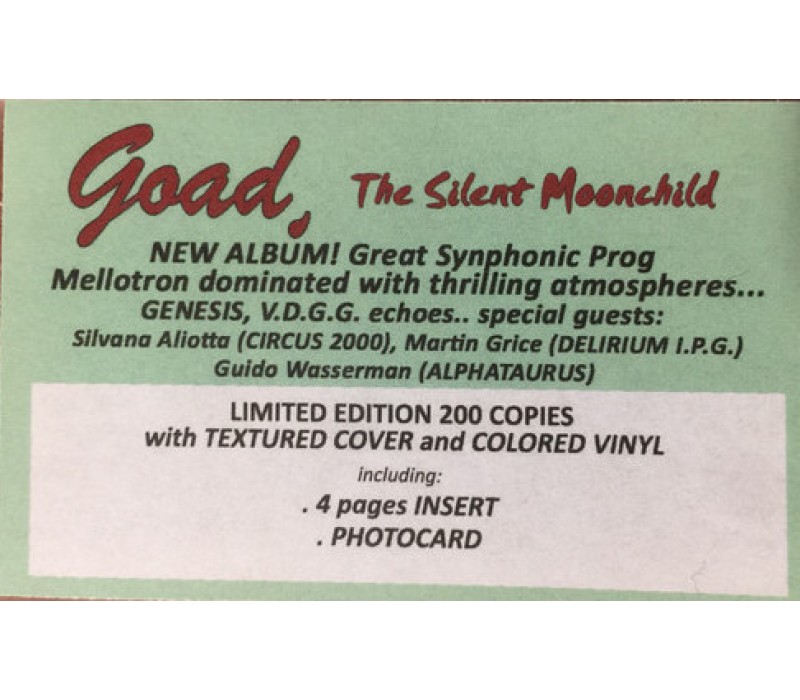 Goad, The Silent Moonchild
NEW ALBUM! Great Synphonic Prog
Mellotron dominated with thrilling atmospheres...
GENESIS, V.D.G.G. echoes.. special guests:
Silvana Aliotta (CIRCUS 2000), Martin Grice (DELIRIUM I.P.G.)
Guido Wasserman (ALPHATAURUS)
LIMITED EDITION 200 COPIES
with TEXTURED COVER and COLORED VINYL
including:
. 4 pages INSERT
. PHOTOCARD